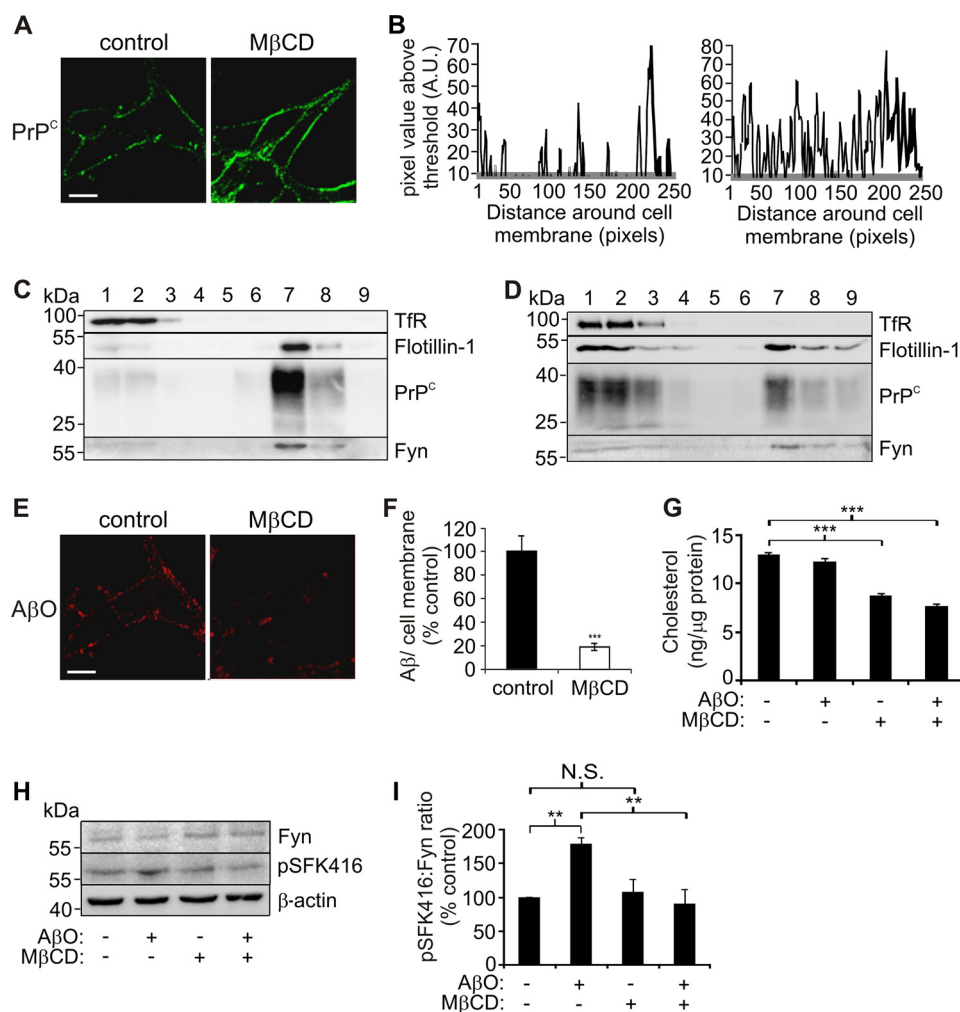 A
control MβCD
PrPᶜ
B
pixel value above
threshold (A.U.)
70
60
50
40
30
20
10
1 50 100 150 200 250
Distance around cell
membrane (pixels)
80
70
60
50
40
30
20
10
1 50 100 150 200 250
Distance around cell
membrane (pixels)
C
kDa 1 2 3 4 5 6 7 8 9
100 TfR
55 Flotillin-1
40 PrPᶜ
25
55 Fyn
D
kDa 1 2 3 4 5 6 7 8 9
100 TfR
55 Flotillin-1
40 PrPᶜ
25
55 Fyn
E
control MβCD
AβO
F
Aβ/ cell membrane
(% control)
120
100
80
60
40
20
0
***
control MβCD
G
Cholesterol
(ng/μg protein)
15
10
5
0
***
***
AβO: - + - +
MβCD: - - + +
H
kDa
55 Fyn
55 pSFK416
40 β-actin
AβO: - + - +
MβCD: - - + +
I
pSFK416:Fyn ratio
(% control)
200
150
100
50
0
N.S.
** **
AβO: - + - +
MβCD: - - + +